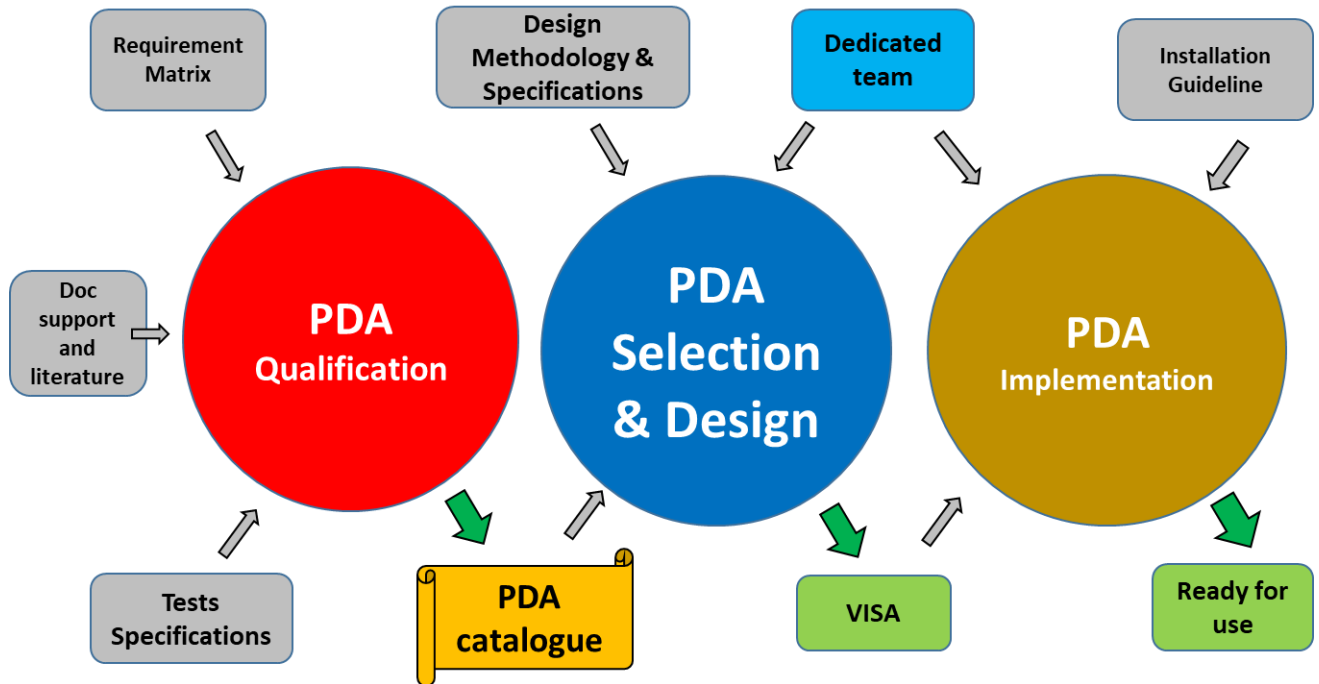 Requirement
Matrix
Design
Methodology &
Specifications
Dedicated
team
Installation
Guideline
Doc
support
and
literature
PDA
Qualification
PDA
Selection
& Design
PDA
Implementation
Tests
Specifications
PDA
catalogue
VISA
Ready for
use